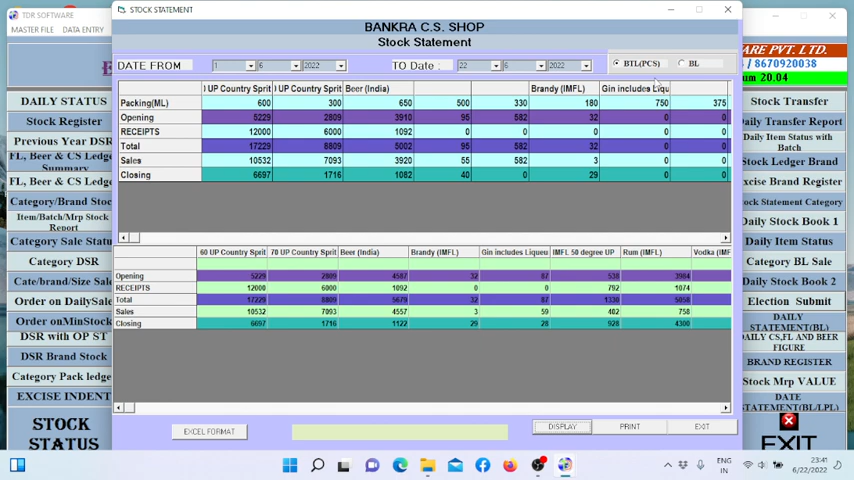 TDR SOFTWARE
MASTER FILE DATA ENTRY
DAILY STATUS
Stock Register
Previous Year DSR
FL, Beer & CS Ledge
Summary
FL, Beer & CS Ledge
Category/Brand Stoc
Item/Batch/Mrp Stock
Report
Category Sale Statu
Category DSR
Cate/brand/Size Sale
Order on DailySale
Order onMinStock
DSR with OP ST
DSR Brand Stock
Category Pack ledge
EXCISE INDENT
STOCK
STATUS
STOCK STATEMENT
BANKRA C.S. SHOP
Stock Statement
DATE FROM 1 6 2022 TO Date : 22 6 2022 BTL(PCS) BL
UP Country Sprit UP Country Sprit Beer (India) Brandy (IMFL) Gin includes Liqu
Packing(ML) 600 300 650 500 330 180 750 375
Opening 5229 2809 3910 95 582 32 0 0
RECEIPTS 12000 6000 1092 0 0 0 0 0
Total 17229 8809 5002 95 582 32 0 0
Sales 10532 7093 3920 55 582 3 0 0
Closing 6697 1716 1082 40 0 29 0 0
60 UP Country Sprit 70 UP Country Sprit Beer (India) Brandy (IMFL) Gin includes Liqueu IMFL 50 degree UP Rum (IMFL) Vodka (IMF
Opening 5229 2809 4587 32 87 538 3984
RECEIPTS 12000 6000 1092 0 0 792 1074
Total 17229 8809 5679 32 87 1330 5058
Sales 10532 7093 4557 3 59 402 758
Closing 6697 1716 1122 29 28 928 4300
EXCEL FORMAT DISPLAY PRINT EXIT
ARE PVT. LTD.
/ 8670920038
um 20.04
Stock Transfer
Daily Transfer Report
Daily Item Status with
Batch
Stock Ledger Brand
Excise Brand Register
Stock Statement Category
Daily Stock Book 1
Daily Item Status
Category BL Sale
Daily Stock Book 2
Election Submit
DAILY
STATEMENT(BL)
DAILY CS,FL AND BEER
FIGURE
BRAND REGISTER
Stock Mrp VALUE
DATE
STATEMENT(BL/LPL)
EXIT
ENG
IN
23:41
6/22/2022